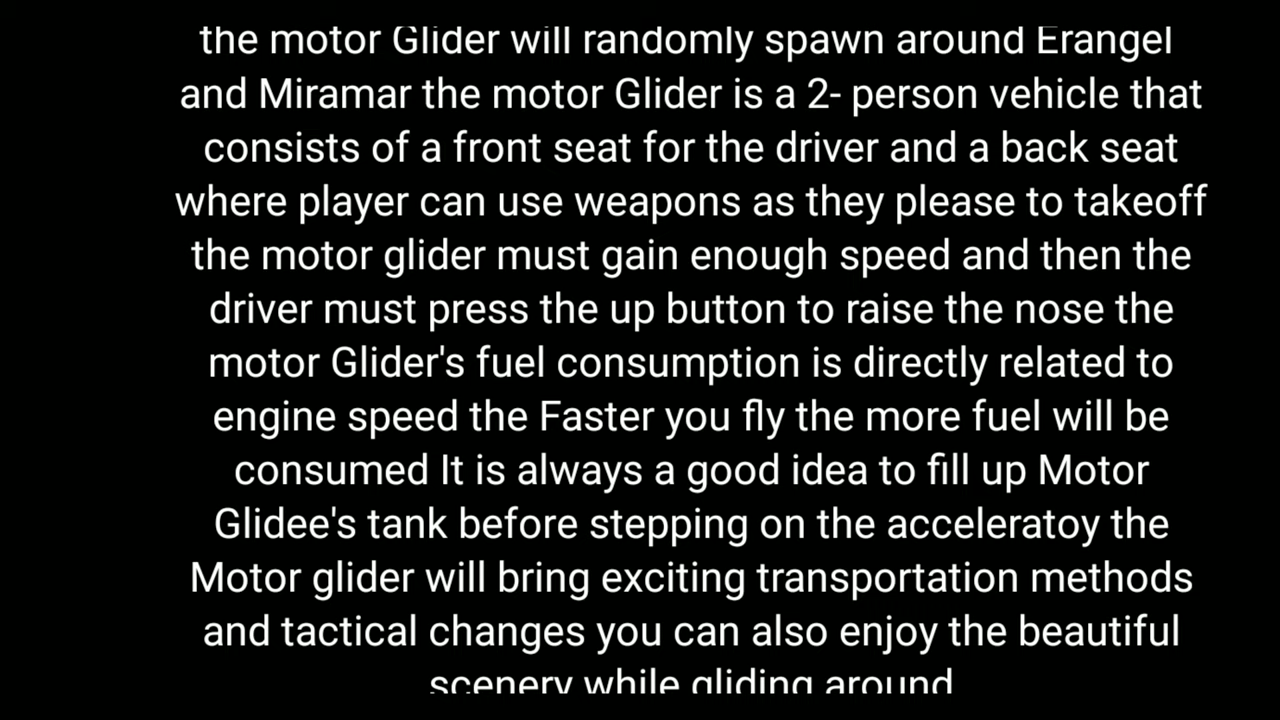 the motor Glider will randomly spawn around Erangel
and Miramar the motor Glider is a 2- person vehicle that
consists of a front seat for the driver and a back seat
where player can use weapons as they please to takeoff
the motor glider must gain enough speed and then the
driver must press the up button to raise the nose the
motor Glider's fuel consumption is directly related to
engine speed the Faster you fly the more fuel will be
consumed It is always a good idea to fill up Motor
Glidee's tank before stepping on the acceleratoy the
Motor glider will bring exciting transportation methods
and tactical changes you can also enjoy the beautiful
scenery while gliding around